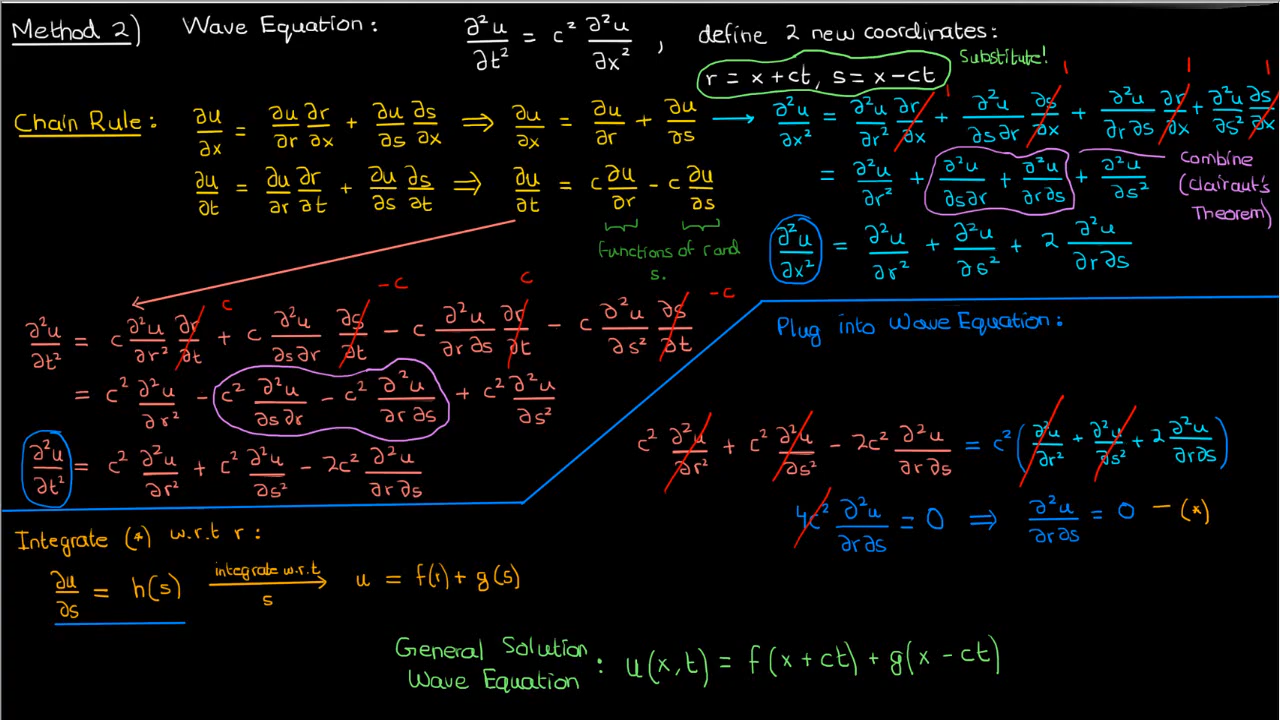 Method 2) Wave Equation: ∂²u/∂t² = c² ∂²u/∂x² , define 2 new coordinates:
r = x + ct, s = x − ct
Substitute!
Chain Rule: ∂u/∂x = ∂u/∂r ∂r/∂x + ∂u/∂s ∂s/∂x ⟹ ∂u/∂x = ∂u/∂r + ∂u/∂s ⟶ ∂²u/∂x² = ∂²u/∂r² ∂r/∂x 1 + ∂²u/∂s∂r ∂s/∂x 1 + ∂²u/∂r∂s ∂r/∂x 1 + ∂²u/∂s² ∂s/∂x 1
∂u/∂t = ∂u/∂r ∂r/∂t + ∂u/∂s ∂s/∂t ⟹ ∂u/∂t = c ∂u/∂r − c ∂u/∂s
functions of r and
s.
= ∂²u/∂r² + ∂²u/∂s∂r + ∂²u/∂r∂s + ∂²u/∂s²
Combine
(Clairaut's
Theorem)
∂²u/∂x² = ∂²u/∂r² + ∂²u/∂s² + 2 ∂²u/∂r∂s
∂²u/∂t² = c ∂²u/∂r² ∂r/∂t c + c ∂²u/∂s∂r ∂s/∂t −c − c ∂²u/∂r∂s ∂r/∂t c − c ∂²u/∂s² ∂s/∂t −c
= c² ∂²u/∂r² − c² ∂²u/∂s∂r − c² ∂²u/∂r∂s + c² ∂²u/∂s²
∂²u/∂t² = c² ∂²u/∂r² + c² ∂²u/∂s² − 2c² ∂²u/∂r∂s
Plug into Wave Equation:
c² ∂²u/∂r² + c² ∂²u/∂s² − 2c² ∂²u/∂r∂s = c² (∂²u/∂r² + ∂²u/∂s² + 2 ∂²u/∂r∂s)
4c² ∂²u/∂r∂s = 0 ⟹ ∂²u/∂r∂s = 0 − (*)
Integrate (*) w.r.t r:
∂u/∂s = h(s) integrate w.r.t s ⟶ u = f(r) + g(s)
General Solution
Wave Equation : u(x,t) = f(x + ct) + g(x − ct)